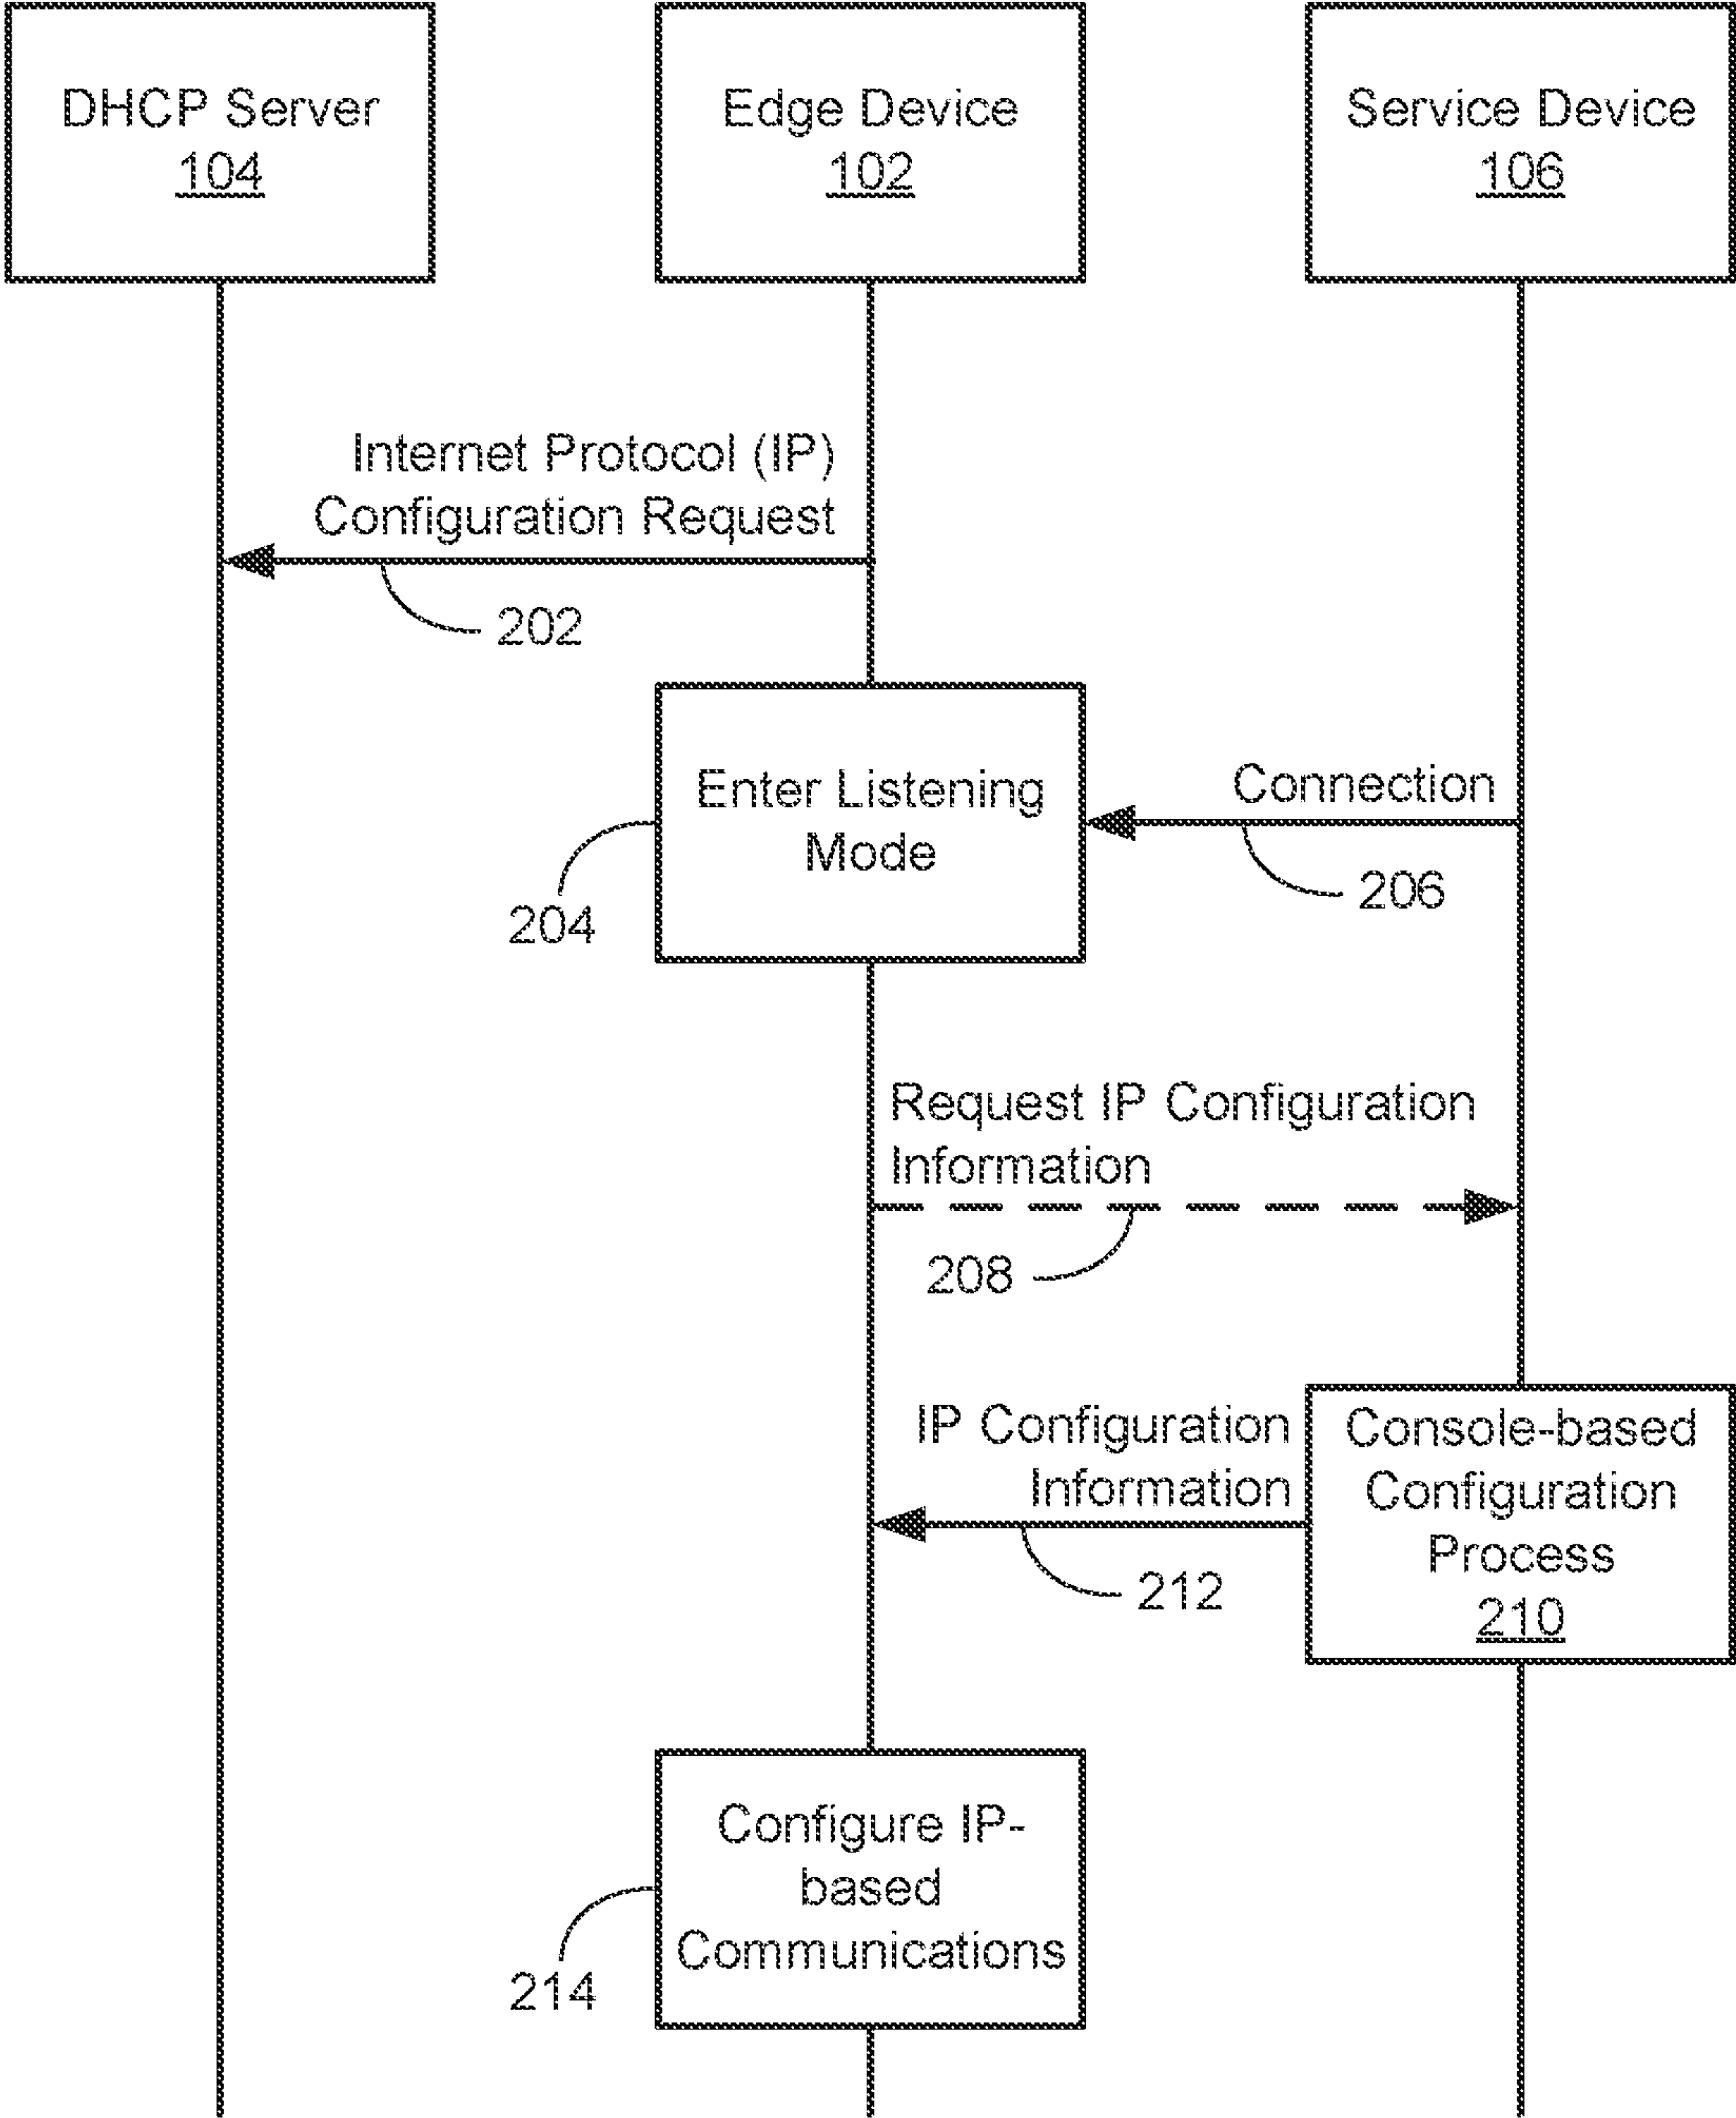 DHCP Server
104
Edge Device
102
Service Device
106
Internet Protocol (IP)
Configuration Request
202
Enter Listening
Mode
204
Connection
206
Request IP Configuration
Information
208
IP Configuration
Information
212
Console-based
Configuration
Process
210
Configure IP-
based
Communications
214